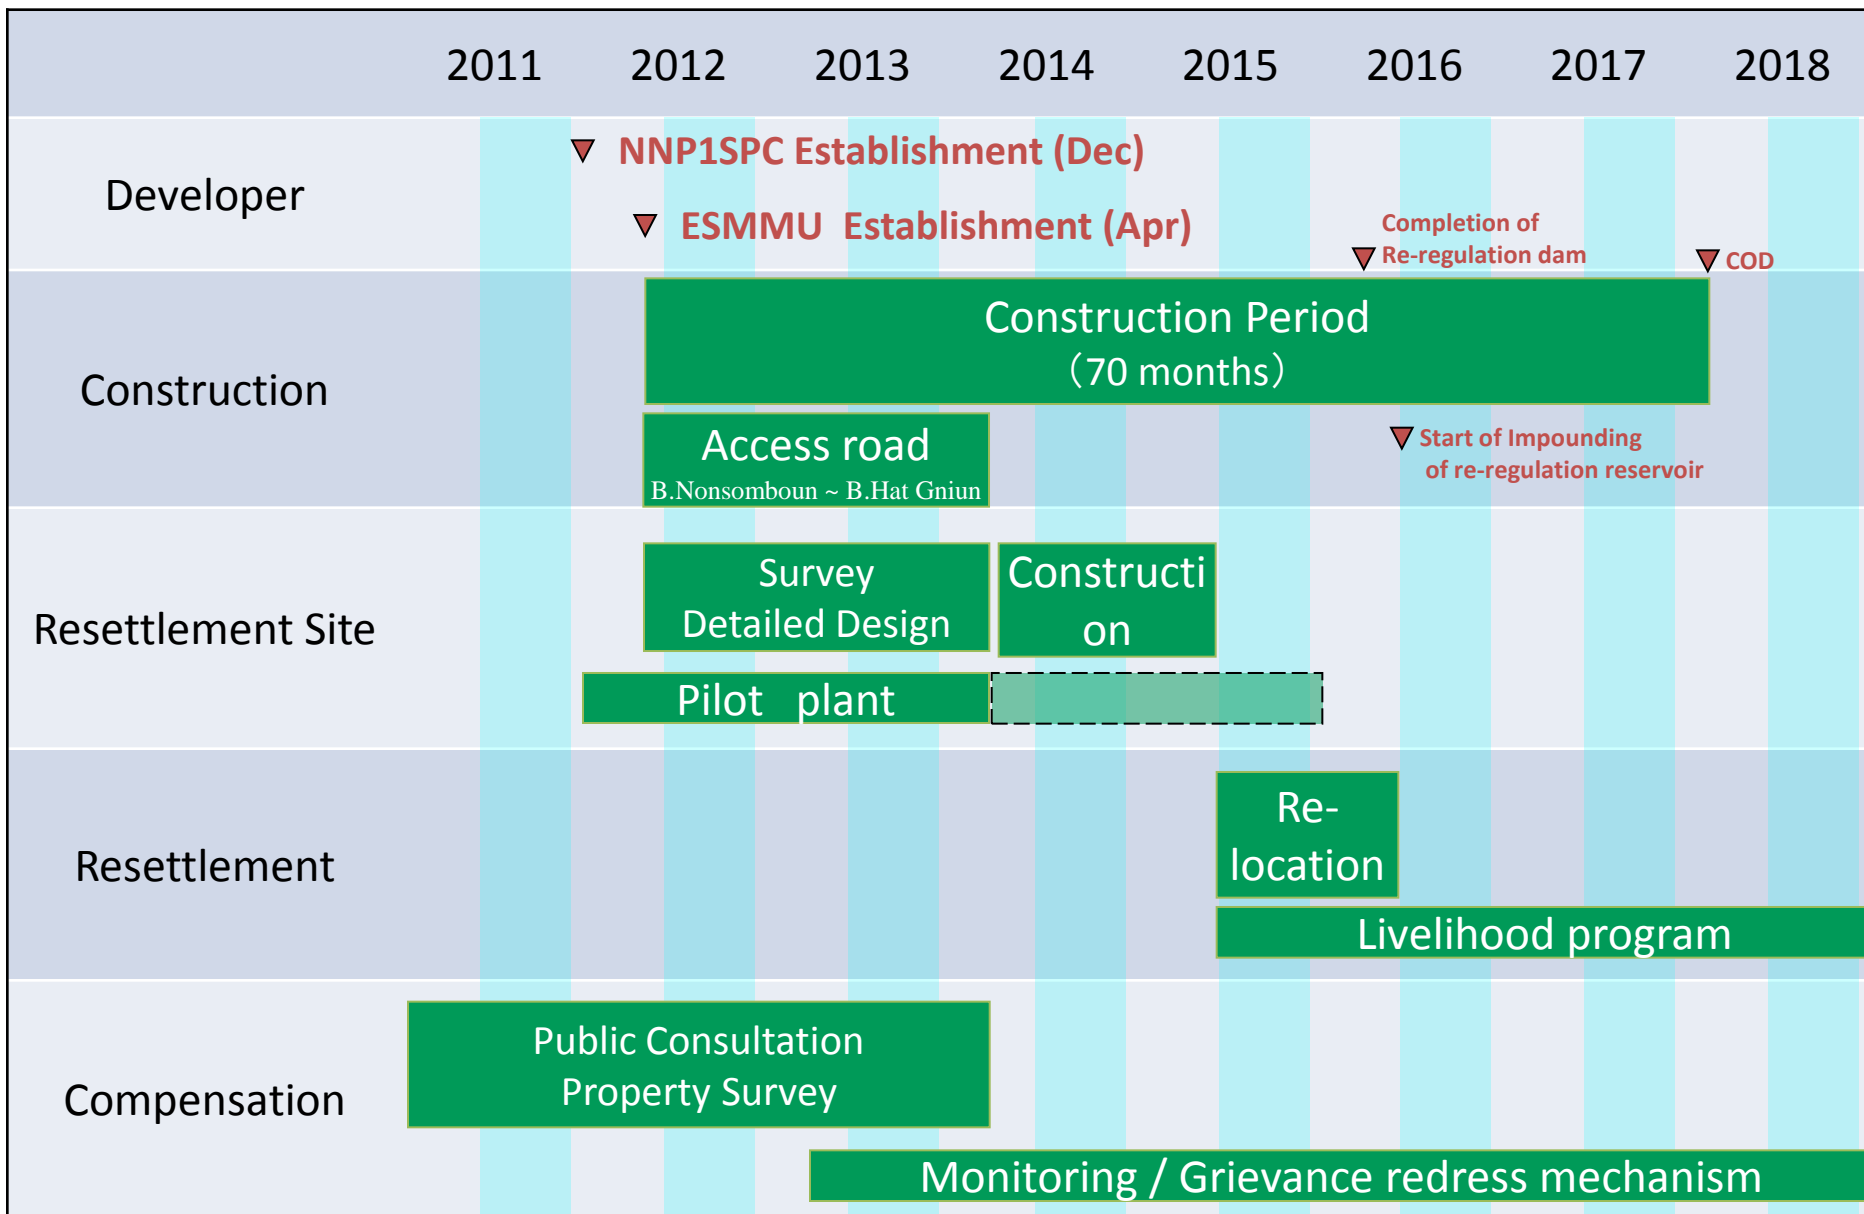 2011 2012 2013 2014 2015 2016 2017 2018
Developer
NNP1SPC Establishment (Dec)
ESMMU Establishment (Apr)
Completion of
Re-regulation dam
COD
Construction
Construction Period
（70 months）
Access road
B.Nonsomboun ~ B.Hat Gniun
Start of Impounding
of re-regulation reservoir
Resettlement Site
Survey
Detailed Design
Constructi
on
Pilot plant
Resettlement
Re-
location
Livelihood program
Compensation
Public Consultation
Property Survey
Monitoring / Grievance redress mechanism